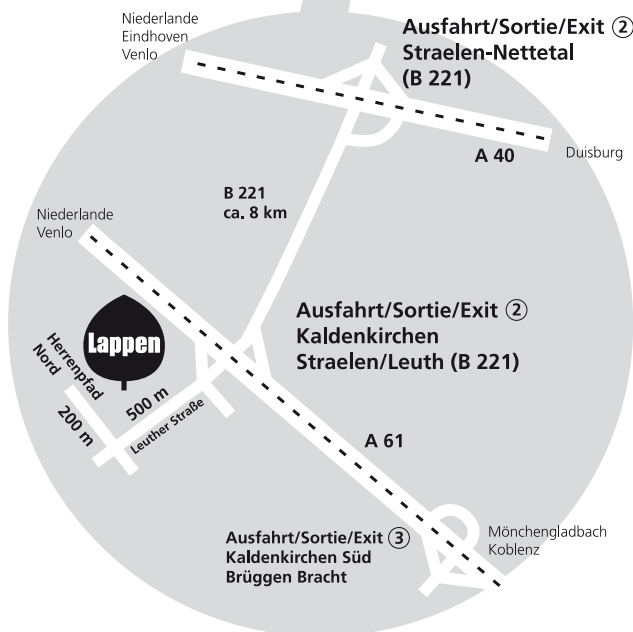 Niederlande
Eindhoven
Venlo
Ausfahrt/Sortie/Exit ②
Straelen-Nettetal
(B 221)
A 40
Duisburg
B 221
ca. 8 km
Niederlande
Venlo
Ausfahrt/Sortie/Exit ②
Kaldenkirchen
Straelen/Leuth (B 221)
Lappen
Herrenpfad
Nord
200 m
500 m
Leuther Straße
A 61
Ausfahrt/Sortie/Exit ③
Kaldenkirchen Süd
Brüggen Bracht
Mönchengladbach
Koblenz